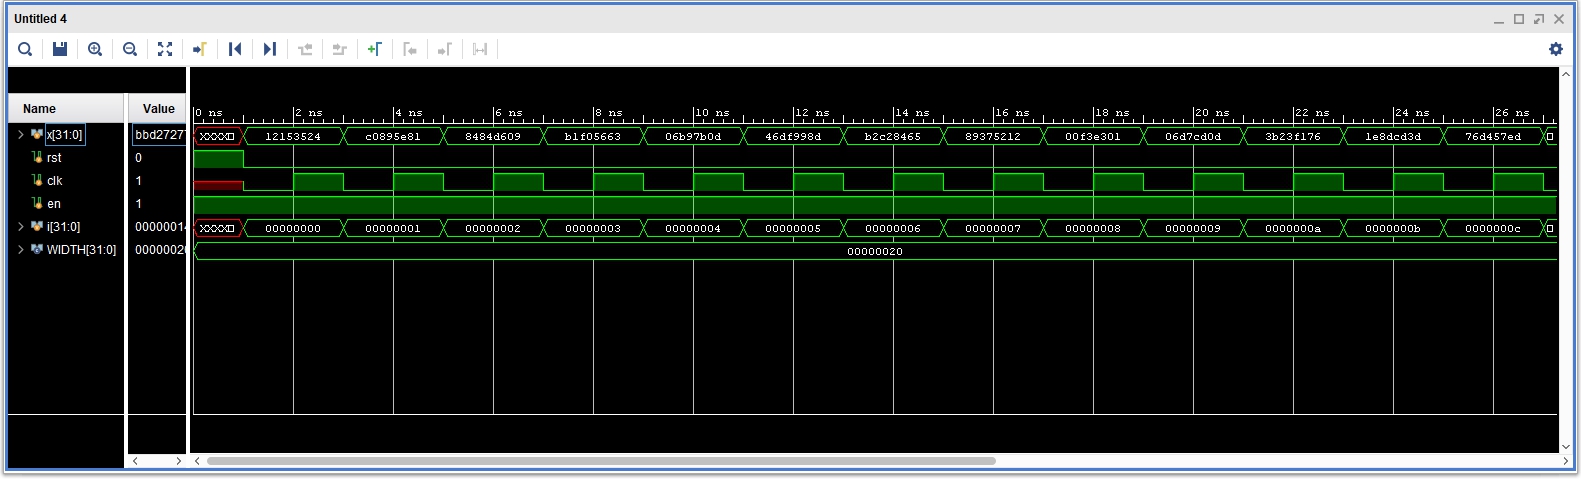 Untitled 4
Name Value
0 ns 2 ns 4 ns 6 ns 8 ns 10 ns 12 ns 14 ns 16 ns 18 ns 20 ns 22 ns 24 ns 26 ns
x[31:0] bbd2727 XXXX 12153524 c0895e81 8484d609 b1f05663 06b97b0d 46df998d b2c28465 89375212 00f3e301 06d7cd0d 3b23f176 1e8dcd3d 76d457ed
rst 0
clk 1
en 1
i[31:0] 00000014 XXXX 00000000 00000001 00000002 00000003 00000004 00000005 00000006 00000007 00000008 00000009 0000000a 0000000b 0000000c
WIDTH[31:0] 00000020 00000020